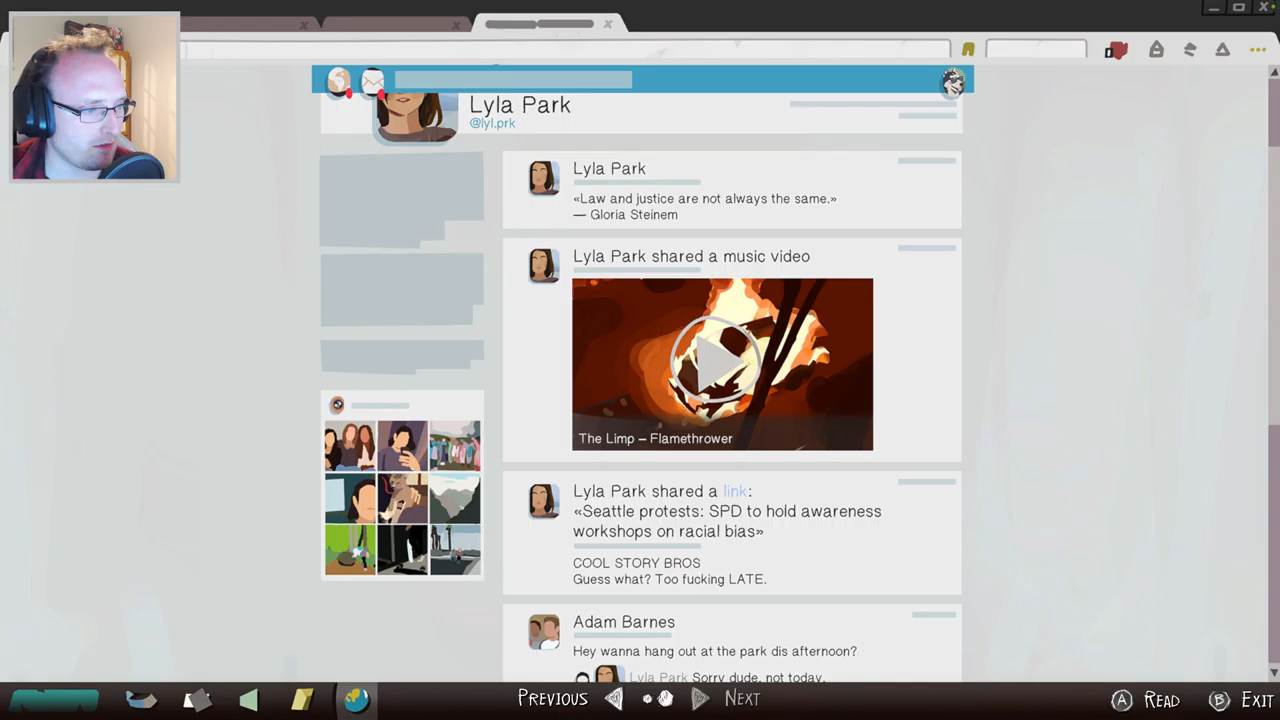 Lyla Park
@lyl.prk
Lyla Park
«Law and justice are not always the same.»
— Gloria Steinem
Lyla Park shared a music video
The Limp – Flamethrower
Lyla Park shared a link:
«Seattle protests: SPD to hold awareness
workshops on racial bias»
COOL STORY BROS
Guess what? Too fucking LATE.
Adam Barnes
Hey wanna hang out at the park dis afternoon?
Lyla Park Sorry dude, not today.
PREVIOUS NEXT A READ B EXIT